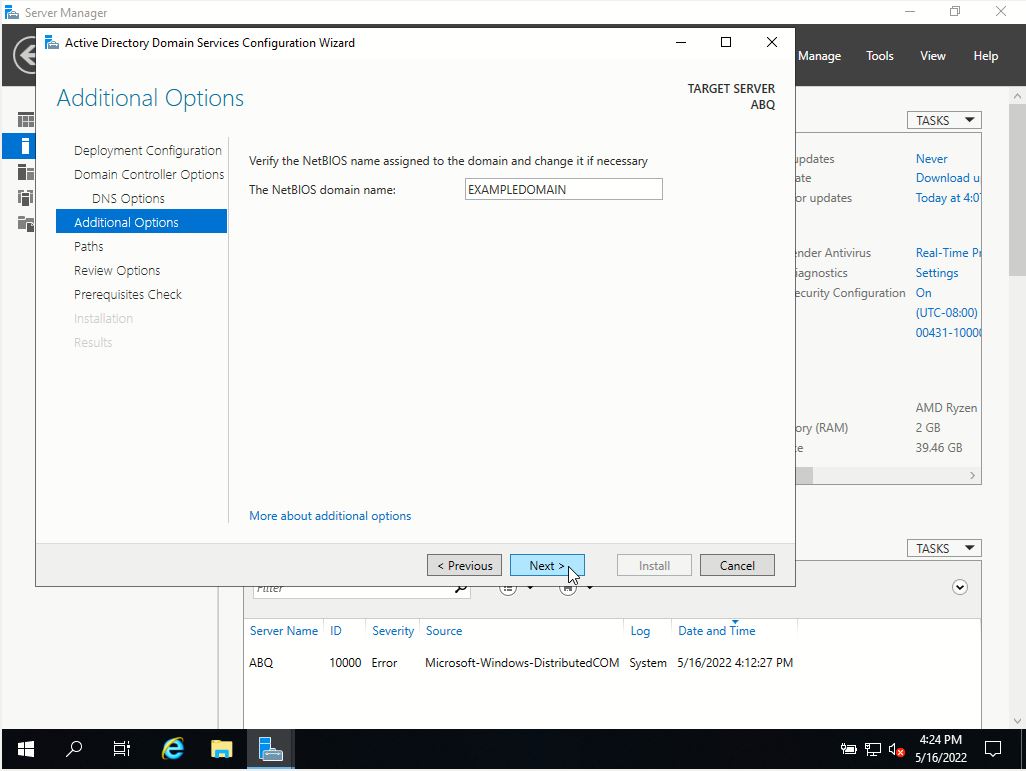 Server Manager
Active Directory Domain Services Configuration Wizard
Manage Tools View Help
Additional Options
TARGET SERVER
ABQ
Deployment Configuration
Domain Controller Options
DNS Options
Additional Options
Paths
Review Options
Prerequisites Check
Installation
Results
Verify the NetBIOS name assigned to the domain and change it if necessary
The NetBIOS domain name: EXAMPLEDOMAIN
More about additional options
< Previous Next > Install Cancel
TASKS
updates Never
ate Download u
or updates Today at 4:07
ender Antivirus Real-Time Pr
iagnostics Settings
ecurity Configuration On
(UTC-08:00)
00431-10000
AMD Ryzen
ory (RAM) 2 GB
e 39.46 GB
TASKS
Filter
Server Name ID Severity Source Log Date and Time
ABQ 10000 Error Microsoft-Windows-DistributedCOM System 5/16/2022 4:12:27 PM
4:24 PM
5/16/2022